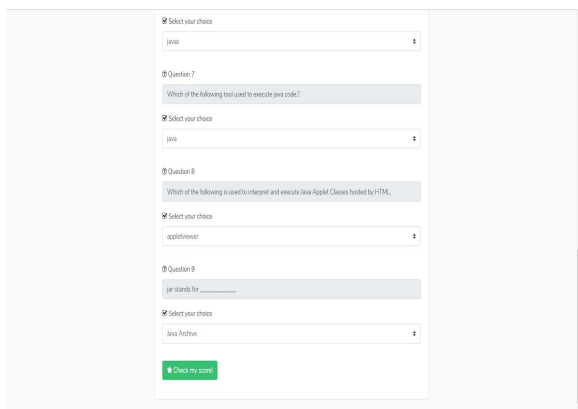 Select your choice
javac
Question 7
Which of the following tool used to execute java code.?
Select your choice
java
Question 8
Which of the following is used to interpret and execute Java Applet Classes hosted by HTML.
Select your choice
appletviewer
Question 9
jar stands for _____________.
Select your choice
Java Archive
Check my score!